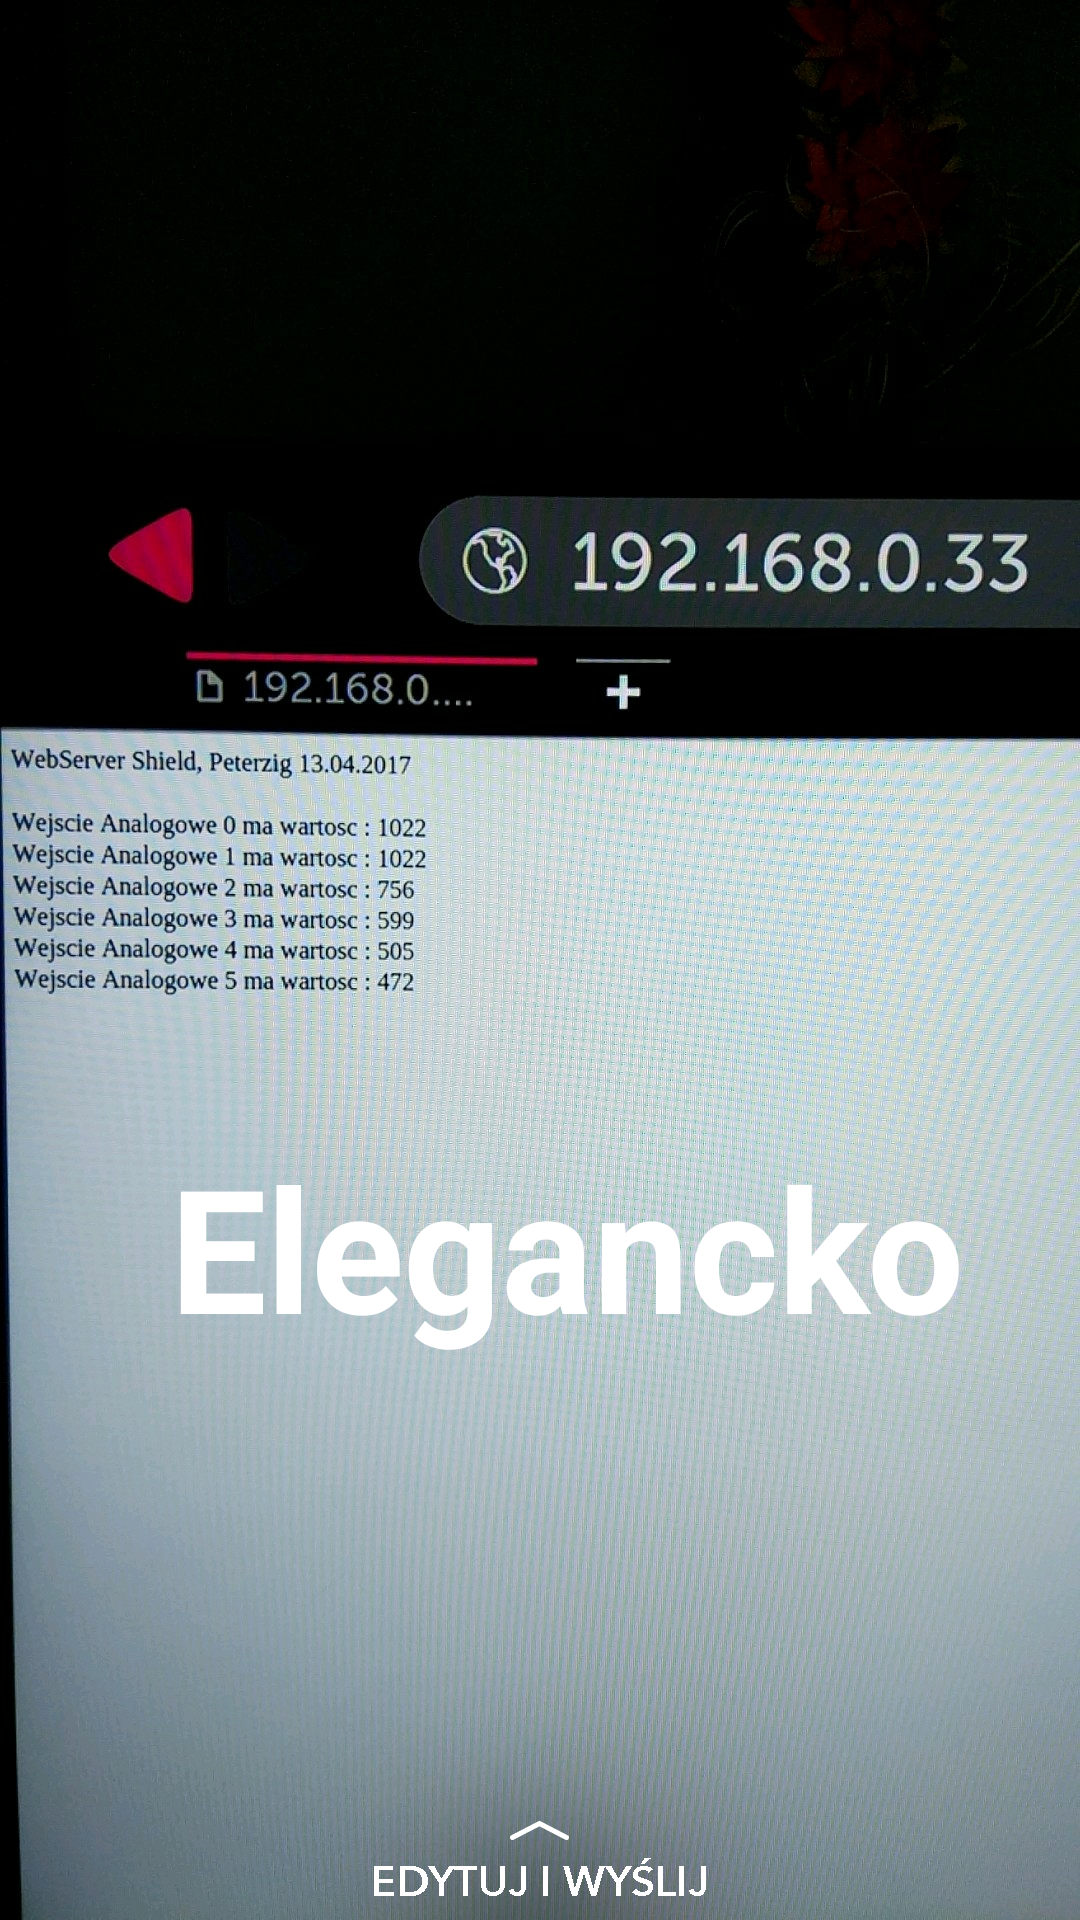 192.168.0.33
192.168.0....
+
WebServer Shield, Peterzig 13.04.2017
Wejscie Analogowe 0 ma wartosc : 1022
Wejscie Analogowe 1 ma wartosc : 1022
Wejscie Analogowe 2 ma wartosc : 756
Wejscie Analogowe 3 ma wartosc : 599
Wejscie Analogowe 4 ma wartosc : 505
Wejscie Analogowe 5 ma wartosc : 472
Elegancko
EDYTUJ I WYŚLIJ